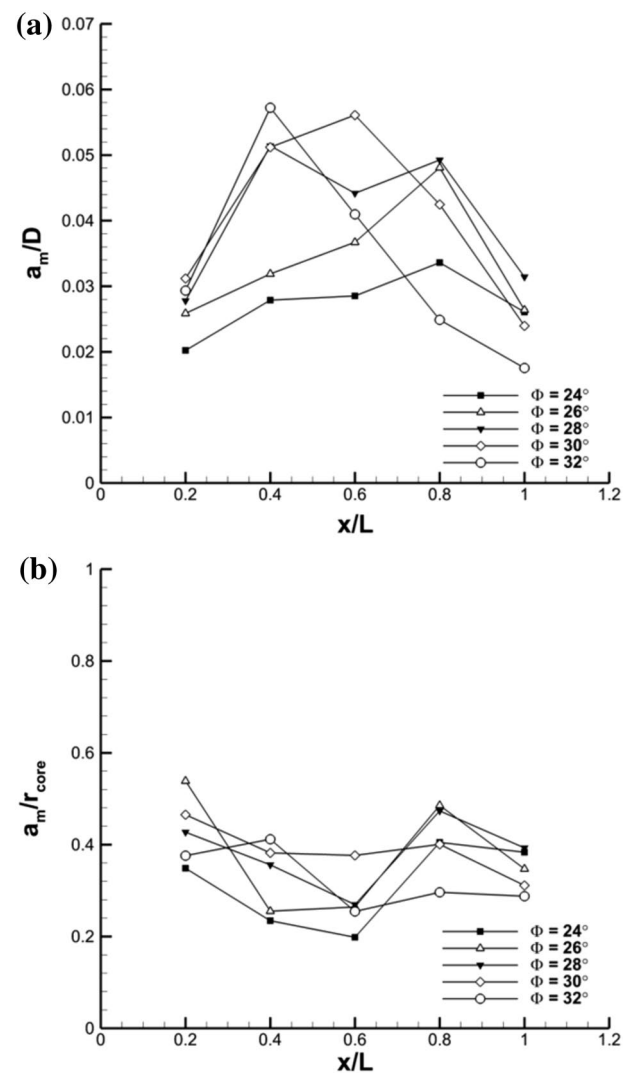 (a)
0.07
0.06
0.05
0.04
0.03
0.02
0.01
0
a_m/D
0 0.2 0.4 0.6 0.8 1 1.2
x/L
Φ = 24°
Φ = 26°
Φ = 28°
Φ = 30°
Φ = 32°
(b)
1
0.8
0.6
0.4
0.2
0
a_m/r_core
0 0.2 0.4 0.6 0.8 1 1.2
x/L
Φ = 24°
Φ = 26°
Φ = 28°
Φ = 30°
Φ = 32°